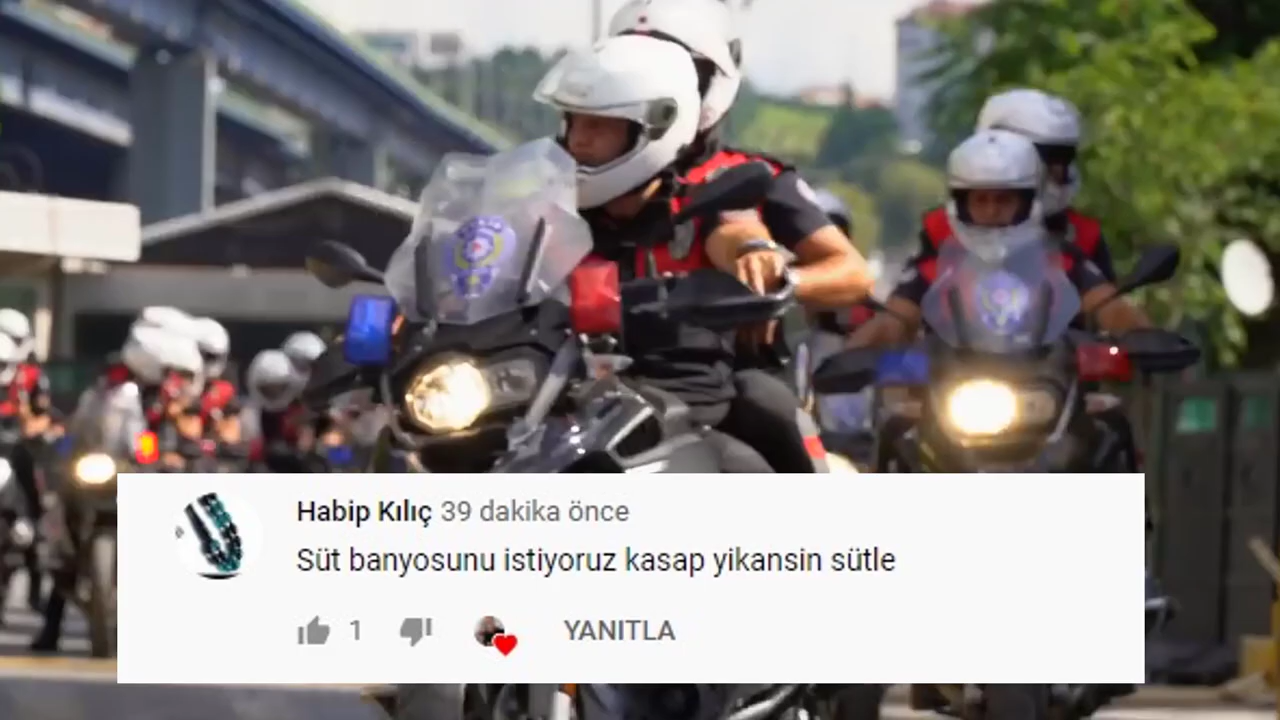 Habip Kılıç 39 dakika önce
Süt banyosunu istiyoruz kasap yikansin sütle
1
YANITLA